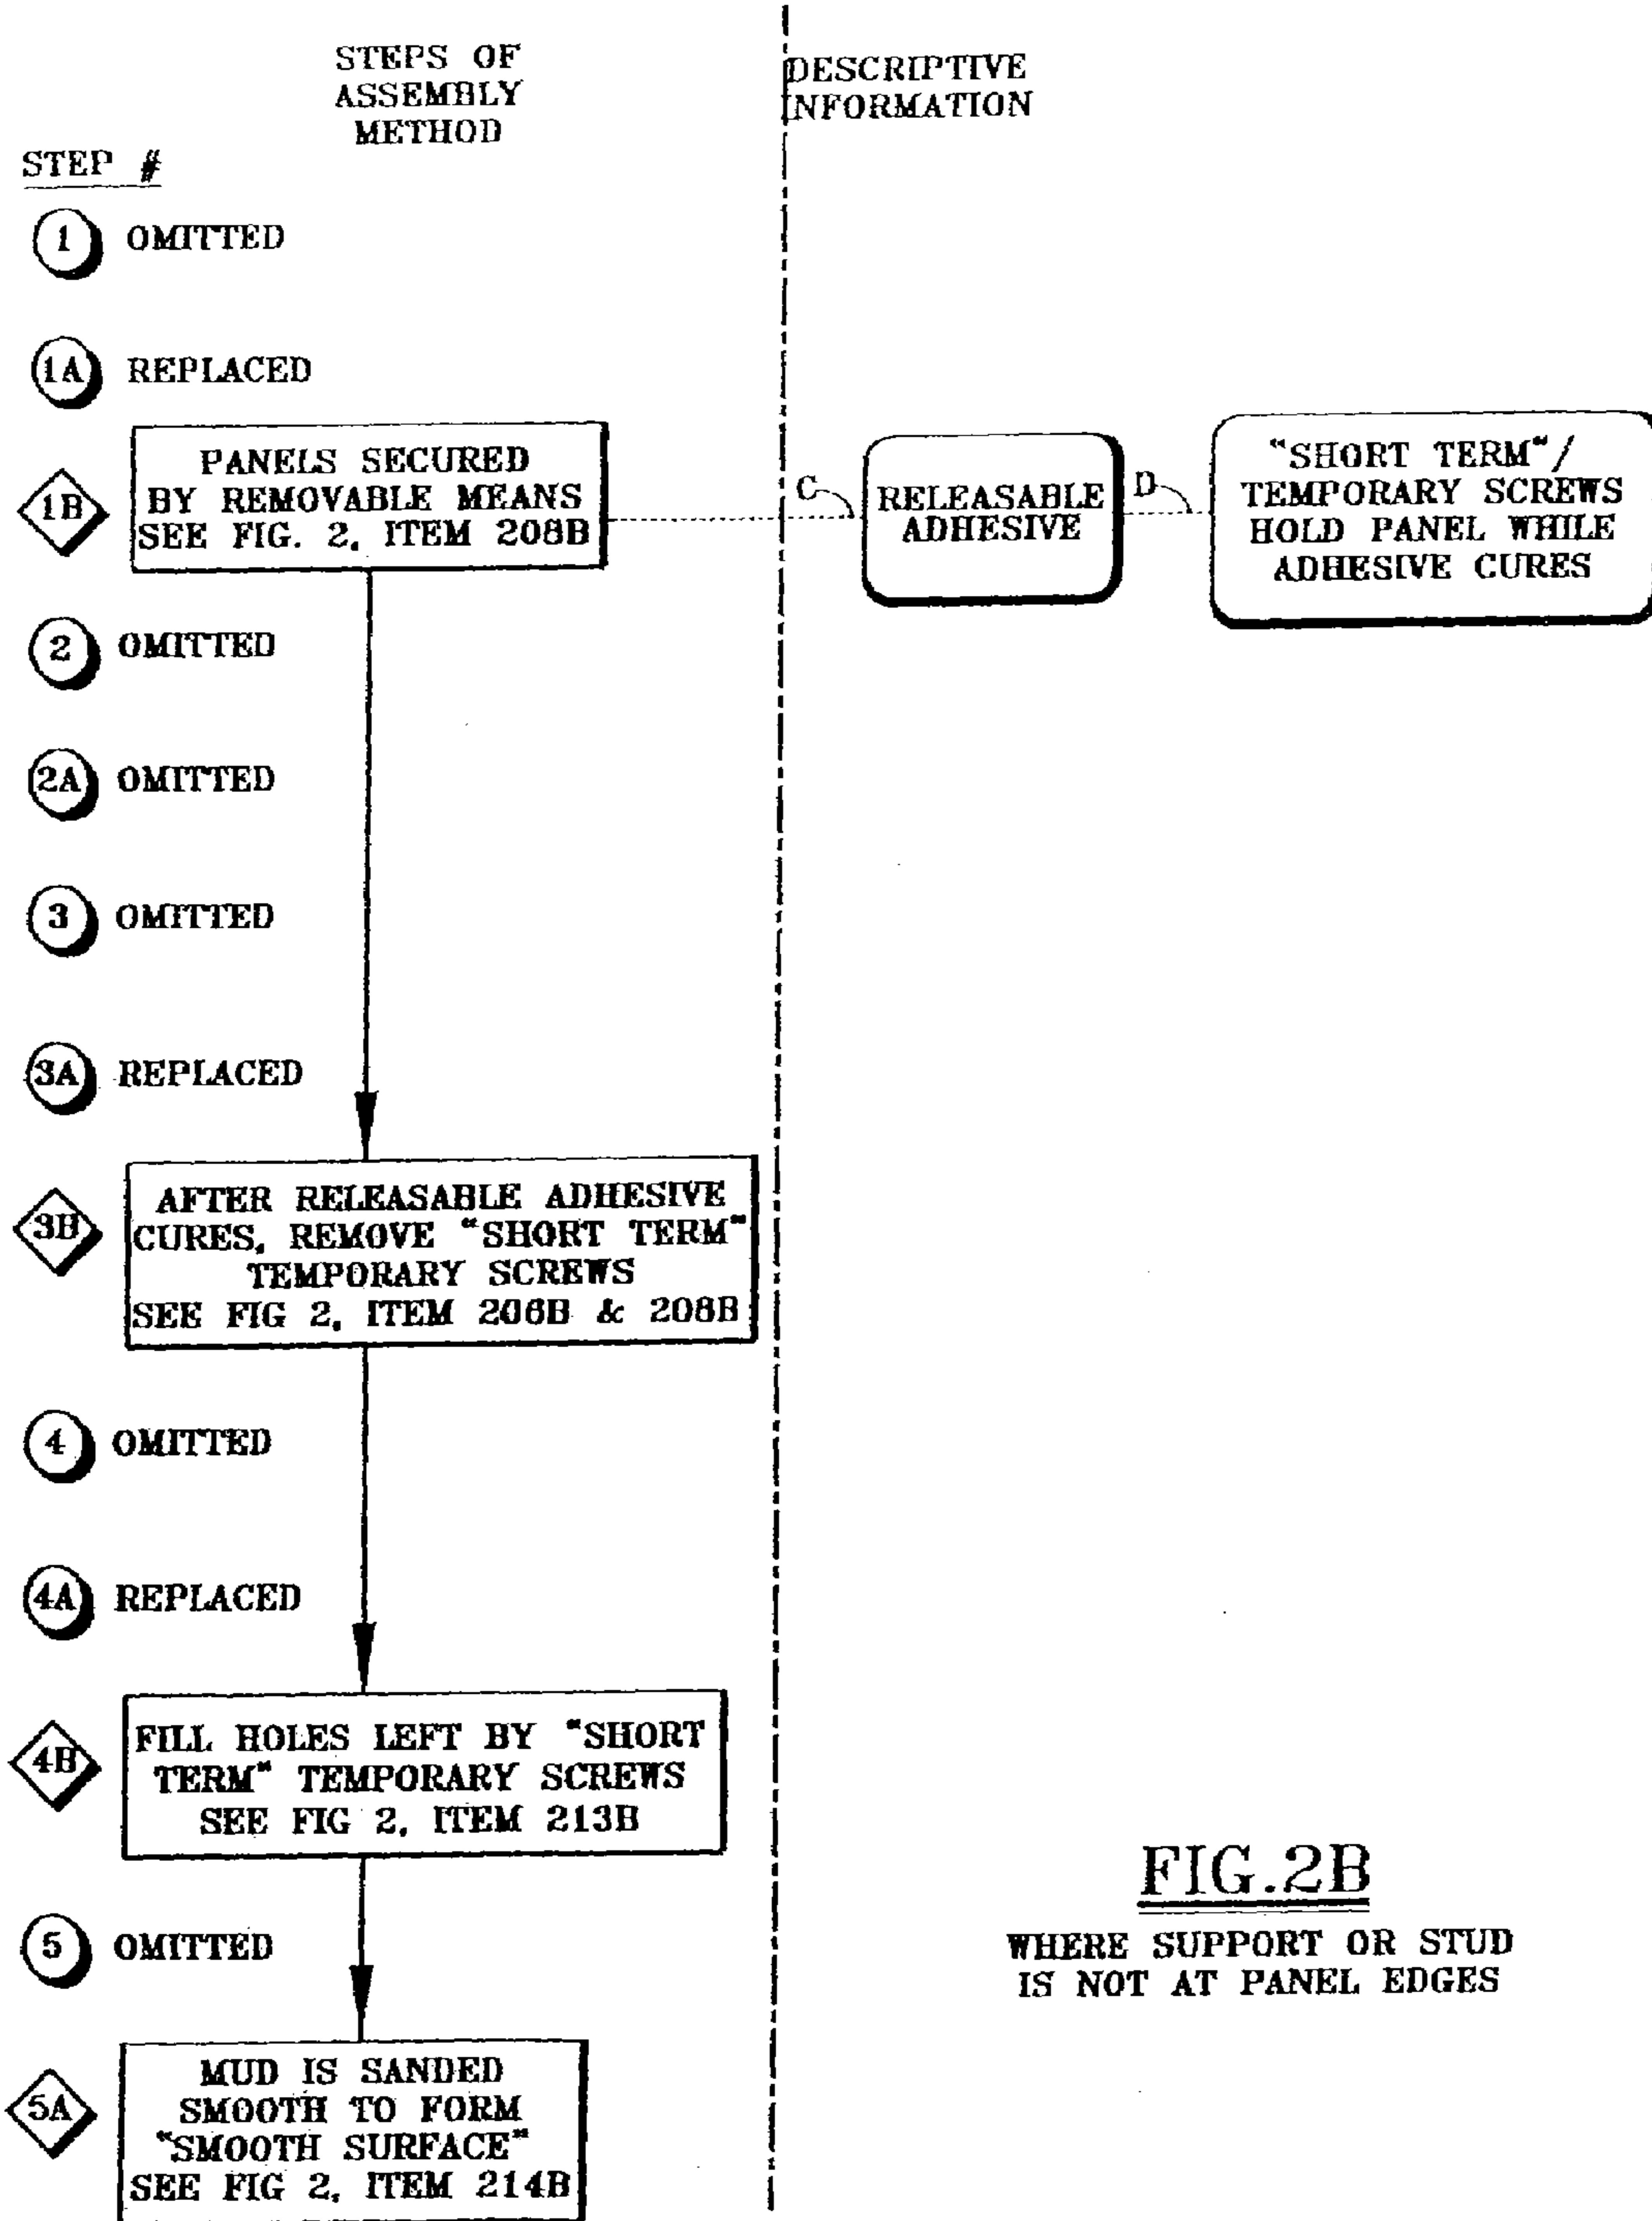 STEPS OF
ASSEMBLY
METHOD
DESCRIPTIVE
INFORMATION
STEP #
1 OMITTED
1A REPLACED
1B
PANELS SECURED
BY REMOVABLE MEANS
SEE FIG. 2, ITEM 208B
C
RELEASABLE
ADHESIVE
D
"SHORT TERM"/
TEMPORARY SCREWS
HOLD PANEL WHILE
ADHESIVE CURES
2 OMITTED
2A OMITTED
3 OMITTED
3A REPLACED
3B
AFTER RELEASABLE ADHESIVE
CURES, REMOVE "SHORT TERM"
TEMPORARY SCREWS
SEE FIG 2, ITEM 206B & 208B
4 OMITTED
4A REPLACED
4B
FILL HOLES LEFT BY "SHORT
TERM" TEMPORARY SCREWS
SEE FIG 2, ITEM 213B
5 OMITTED
5A
MUD IS SANDED
SMOOTH TO FORM
"SMOOTH SURFACE"
SEE FIG 2, ITEM 214B
FIG.2B
WHERE SUPPORT OR STUD
IS NOT AT PANEL EDGES